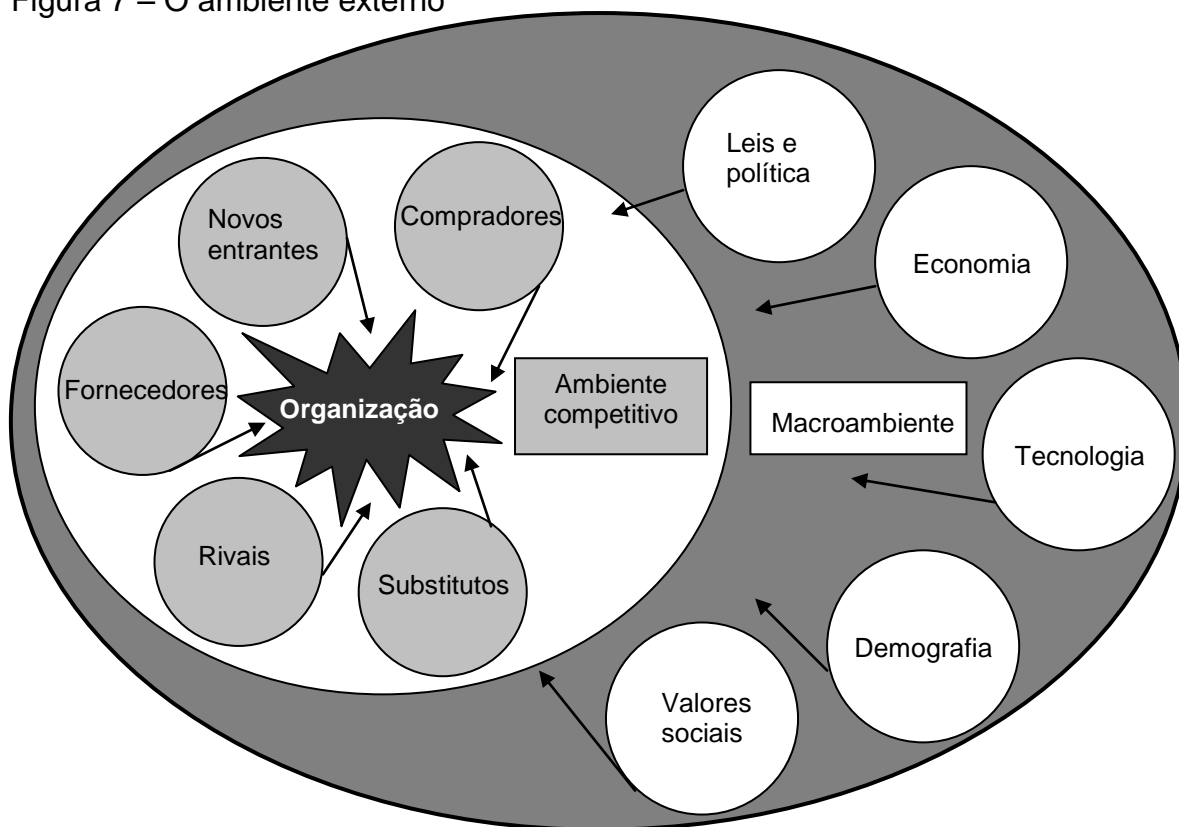 Figura 7 – O ambiente externo
Leis e
política
Compradores
Novos
entrantes
Economia
Fornecedores
Ambiente
competitivo
Organização
Macroambiente
Tecnologia
Rivais
Substitutos
Demografia
Valores
sociais